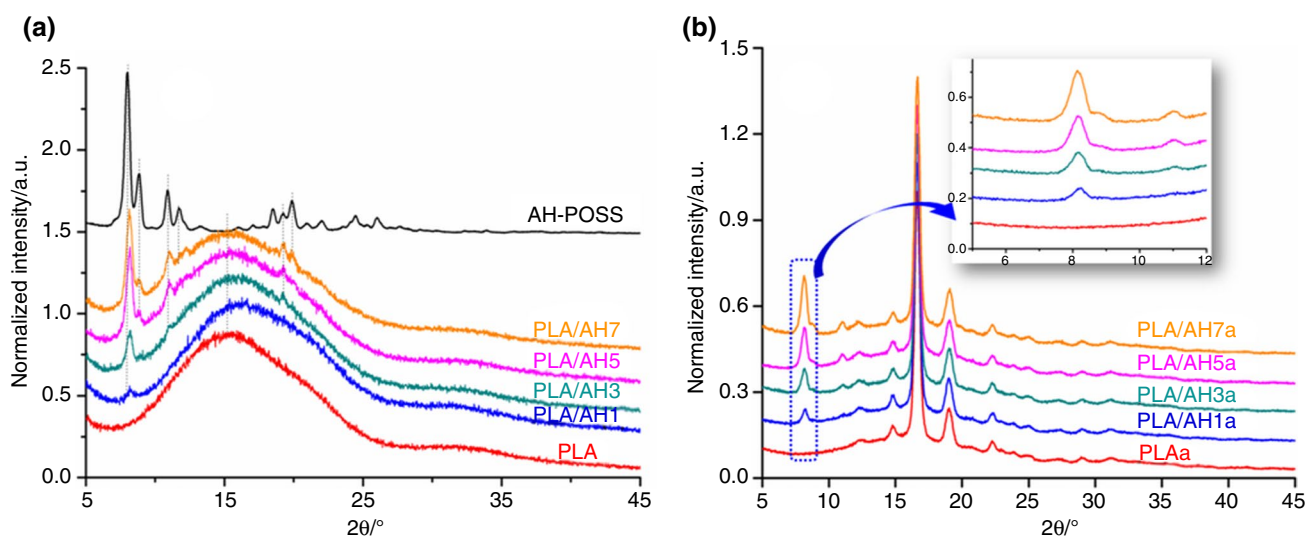 (a)
Normalized intensity/a.u.
2.5
2.0
1.5
1.0
0.5
0.0
AH-POSS
PLA/AH7
PLA/AH5
PLA/AH3
PLA/AH1
PLA
5
15
25
35
45
2θ/°
(b)
Normalized intensity/a.u.
1.5
1.2
0.9
0.6
0.3
0.0
0.6
0.4
0.2
0.0
6
8
10
12
PLA/AH7a
PLA/AH5a
PLA/AH3a
PLA/AH1a
PLAa
5
10
15
20
25
30
35
40
45
2θ/°